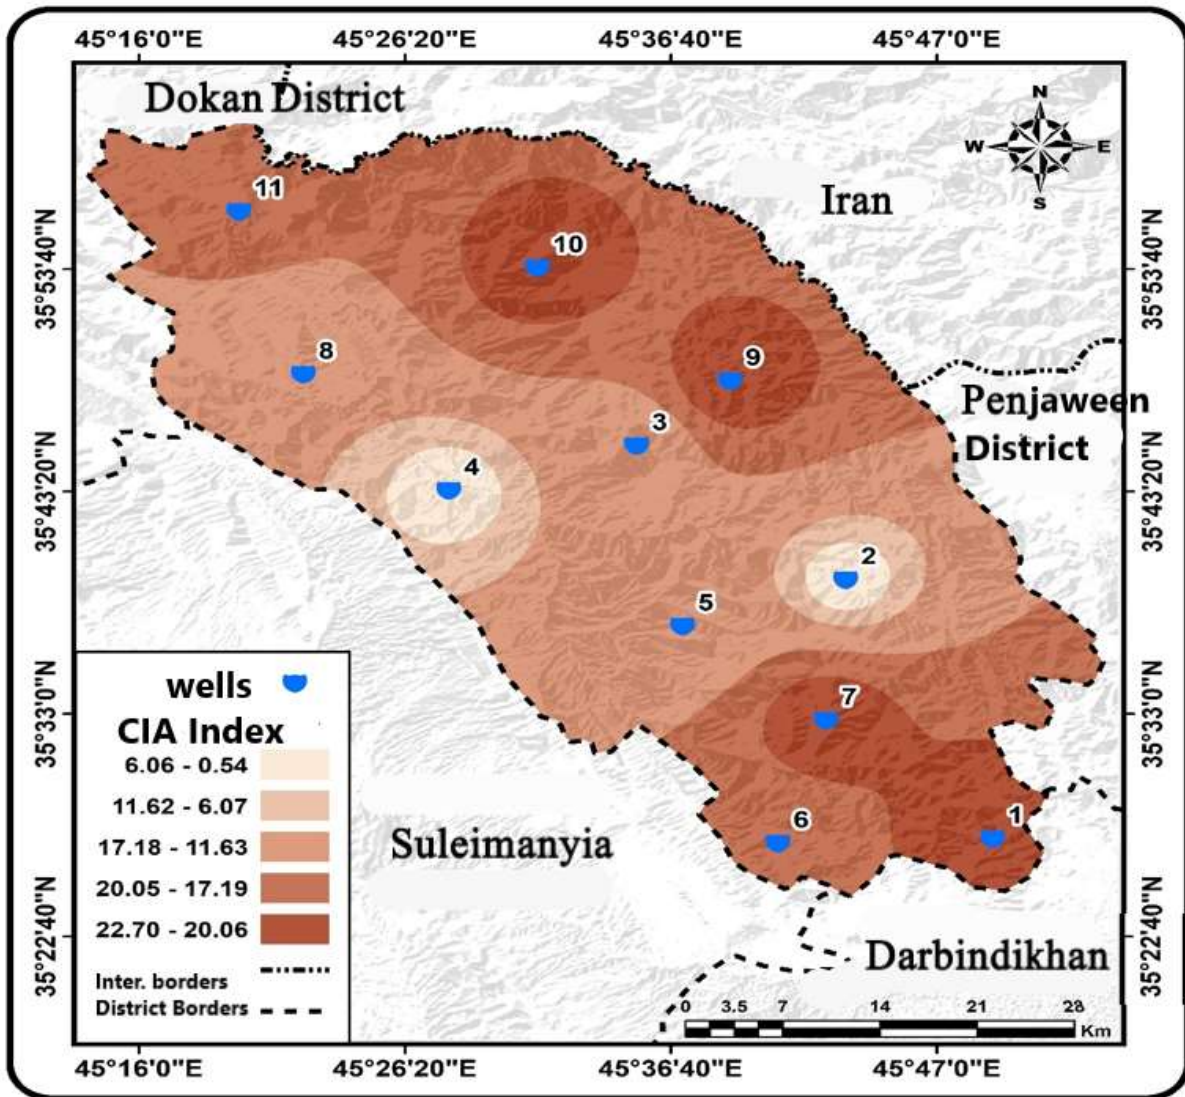 45°16'0"E 45°26'20"E 45°36'40"E 45°47'0"E
Dokan District
N
W E
S
Iran
11
10
35°53'40"N
35°53'40"N
8
9
3
Penjaween
District
4
35°43'20"N
35°43'20"N
2
5
7
35°33'0"N
35°33'0"N
6
1
wells
CIA Index
6.06 - 0.54
11.62 - 6.07
17.18 - 11.63
20.05 - 17.19
22.70 - 20.06
Inter. borders
District Borders
Suleimanyia
Darbindikhan
35°22'40"N
35°22'40"N
0 3.5 7 14 21 28
Km
45°16'0"E 45°26'20"E 45°36'40"E 45°47'0"E